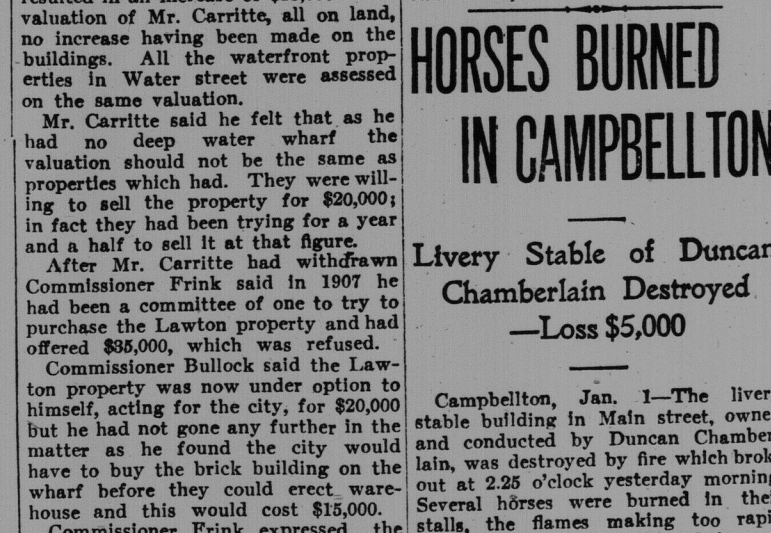 valuation of Mr. Carritte, all on land,
no increase having been made on the
buildings. All the waterfront prop-
erties in Water street were assessed
on the same valuation.
Mr. Carritte said he felt that as he
had no deep water wharf the
valuation should not be the same as
properties which had. They were will-
ing to sell the property for $20,000;
in fact they had been trying for a year
and a half to sell it at that figure.
After Mr. Carritte had withdrawn
Commissioner Frink said in 1907 he
had been a committee of one to try to
purchase the Lawton property and had
offered $35,000, which was refused.
Commissioner Bullock said the Law-
ton property was now under option to
himself, acting for the city, for $20,000
but he had not gone any further in the
matter as he found the city would
have to buy the brick building on the
wharf before they could erect ware-
house and this would cost $15,000.
Commissioner Frink expressed the
HORSES BURNED
IN CAMPBELLTON
Livery Stable of Duncan
Chamberlain Destroyed
—Loss $5,000
Campbellton, Jan. 1—The liver
stable building in Main street, owne
and conducted by Duncan Chamber
lain, was destroyed by fire which brok
out at 2.25 o'clock yesterday morning
Several horses were burned in the
stalls, the flames making too rapi